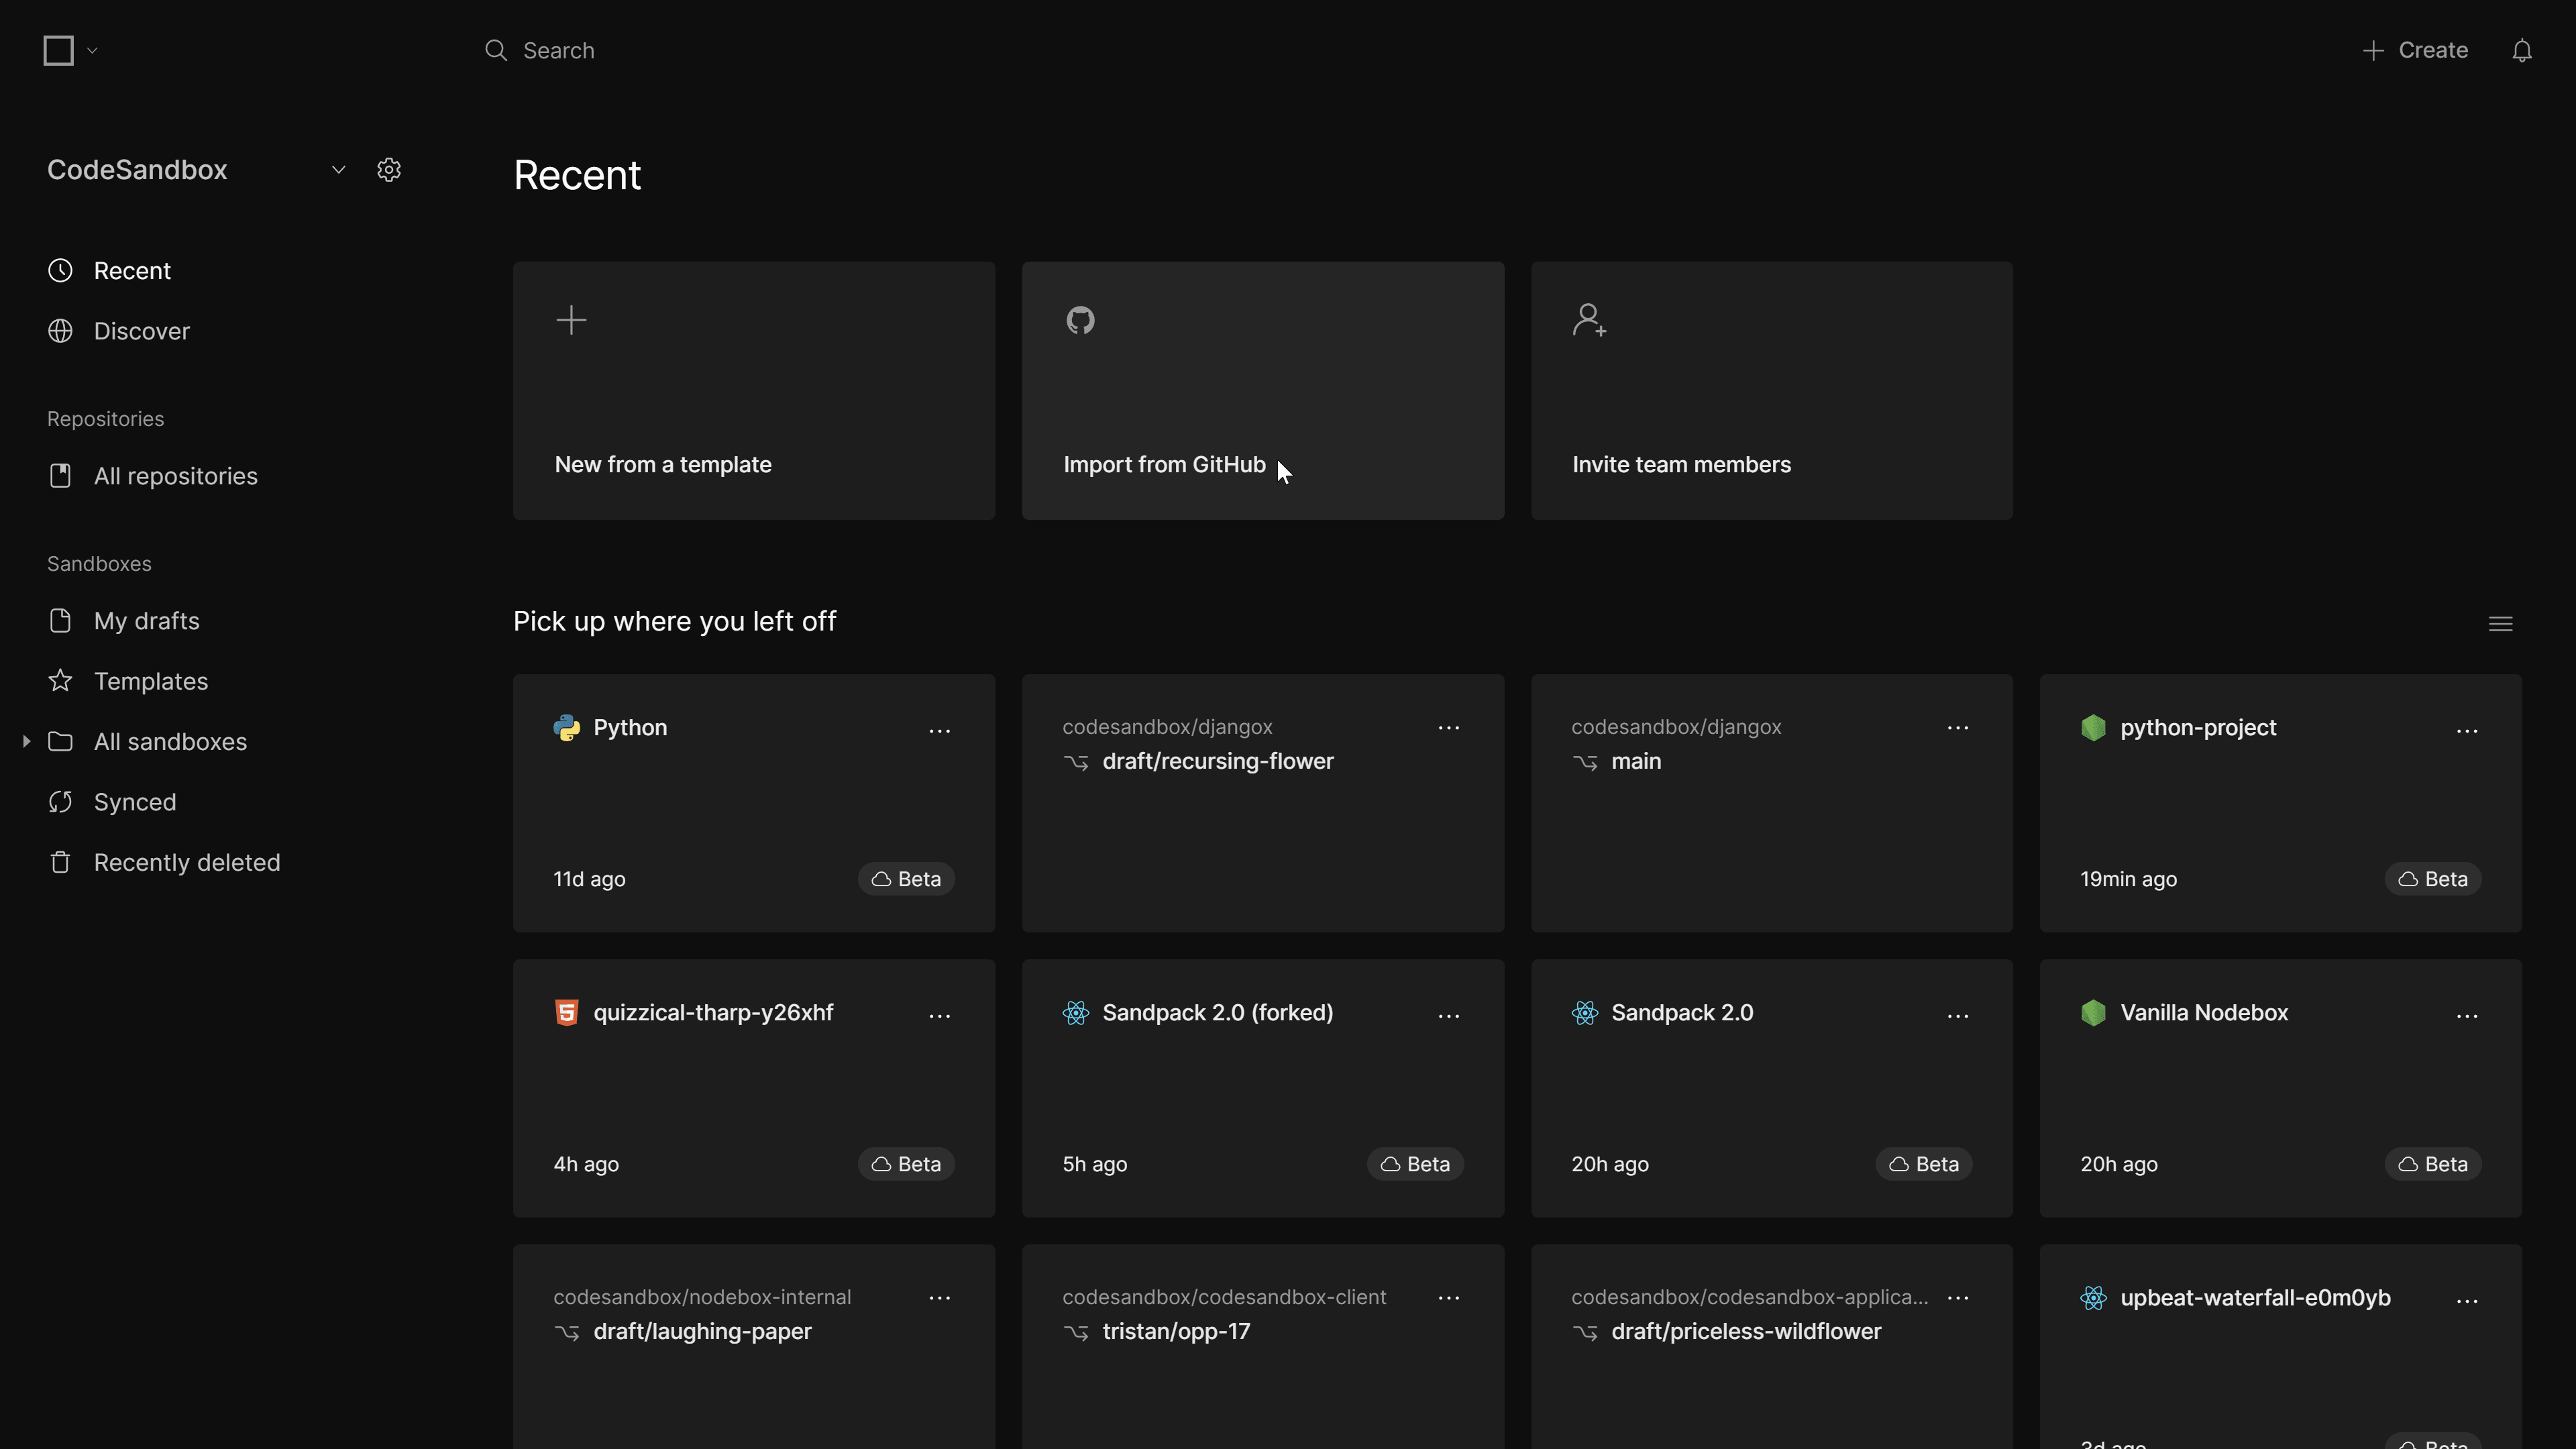 Search
Create
CodeSandbox
Recent
Discover
Repositories
All repositories
Sandboxes
My drafts
Templates
All sandboxes
Synced
Recently deleted
Recent
New from a template
Import from GitHub
Invite team members
Pick up where you left off
Python
11d ago
Beta
codesandbox/djangox
draft/recursing-flower
codesandbox/djangox
main
python-project
19min ago
Beta
quizzical-tharp-y26xhf
4h ago
Beta
Sandpack 2.0 (forked)
5h ago
Beta
Sandpack 2.0
20h ago
Beta
Vanilla Nodebox
20h ago
Beta
codesandbox/nodebox-internal
draft/laughing-paper
codesandbox/codesandbox-client
tristan/opp-17
codesandbox/codesandbox-applica...
draft/priceless-wildflower
upbeat-waterfall-e0m0yb
3d ago
Beta